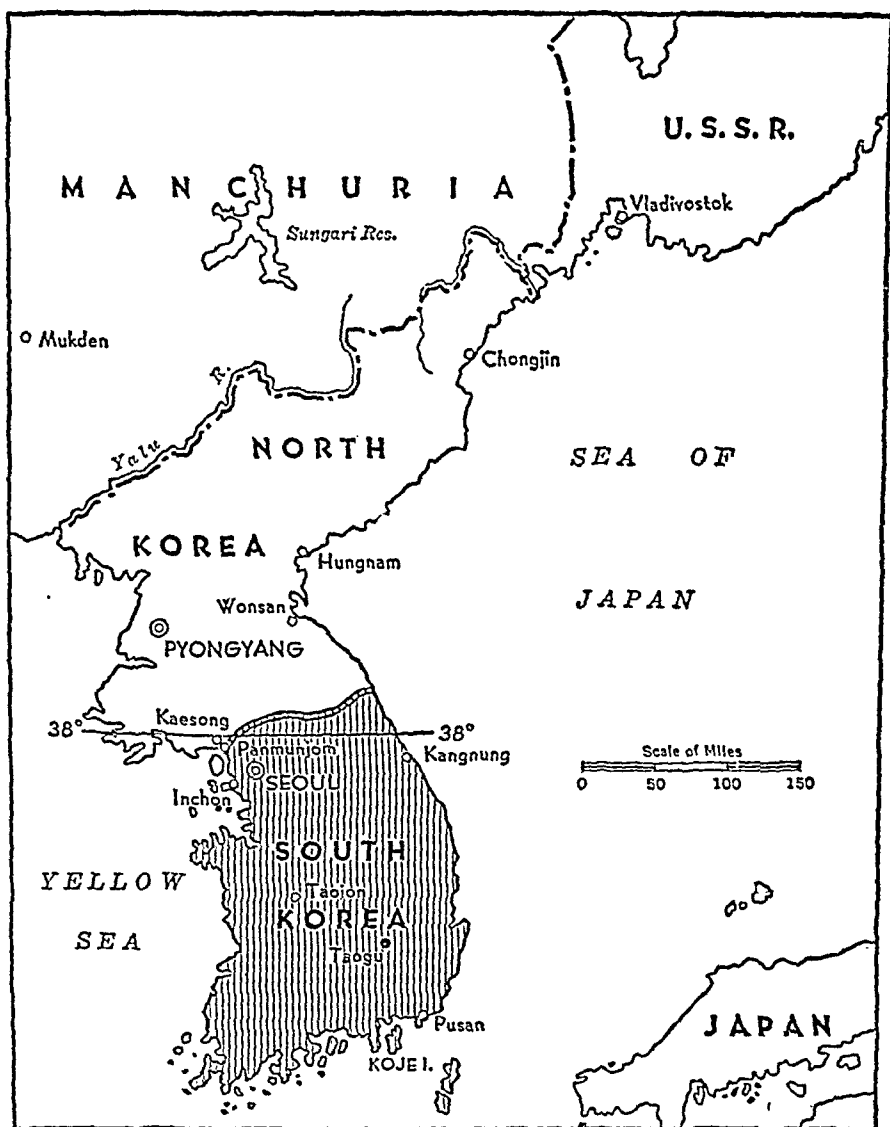 U.S.S.R.
MANCHURIA
Vladivostok
Sungari Res.
Mukden
Chongjin
R.
Yalu
NORTH
SEA OF
KOREA
Hungnam
JAPAN
Wonsan
PYONGYANG
Kaesong
38°
38°
Panmunjom
Kangnung
Scale of Miles
0 50 100 150
SEOUL
Inchon
SOUTH
YELLOW
Taejon
KOREA
SEA
Taegu
Pusan
JAPAN
KOJE I.